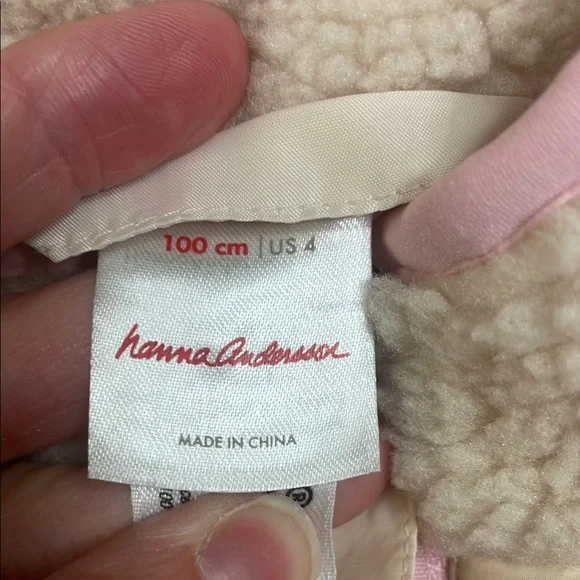 100 cm | US 4
hanna andersson
MADE IN CHINA